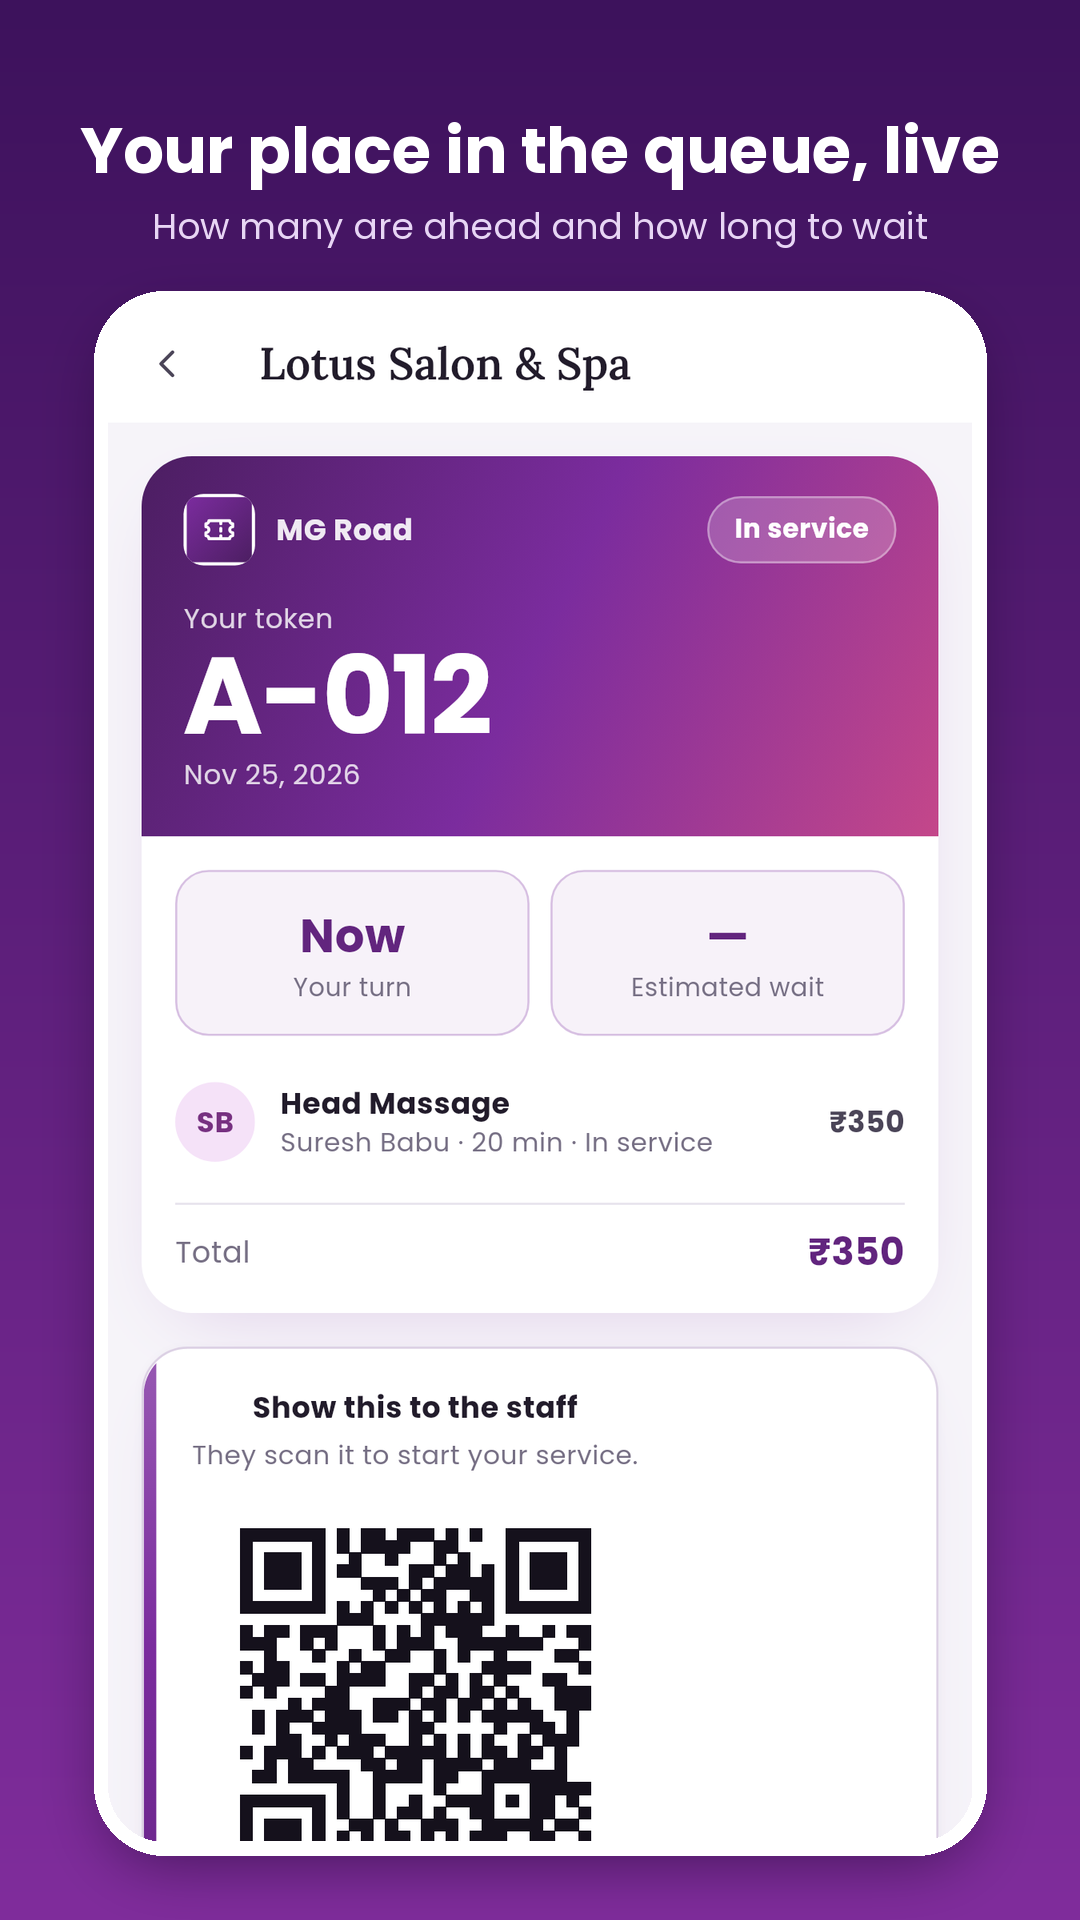 Your place in the queue, live
How many are ahead and how long to wait
Lotus Salon & Spa
MG Road
In service
Your token
A-012
Nov 25, 2026
Now
Your turn
—
Estimated wait
SB
Head Massage
Suresh Babu · 20 min · In service
₹350
Total
₹350
Show this to the staff
They scan it to start your service.